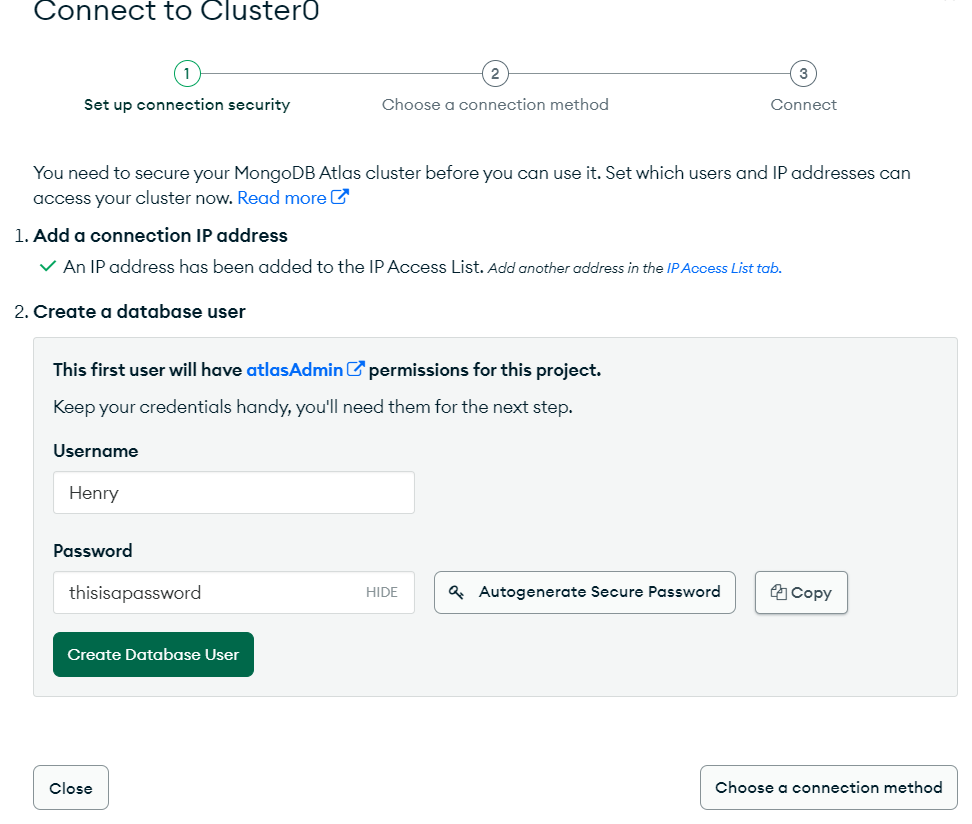 Connect to Cluster0
1
2
3
Set up connection security
Choose a connection method
Connect
You need to secure your MongoDB Atlas cluster before you can use it. Set which users and IP addresses can
access your cluster now. Read more
1. Add a connection IP address
An IP address has been added to the IP Access List. Add another address in the IP Access List tab.
2. Create a database user
This first user will have atlasAdmin permissions for this project.
Keep your credentials handy, you'll need them for the next step.
Username
Henry
Password
thisisapassword HIDE Autogenerate Secure Password Copy
Create Database User
Close Choose a connection method